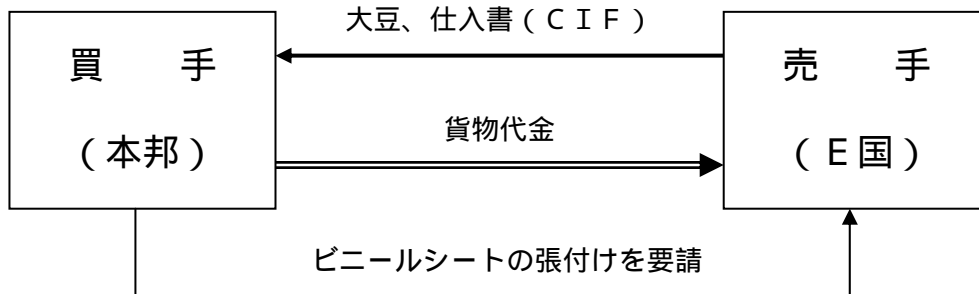 大豆、仕入書（ＣＩＦ）
買　　手
（本邦）
売　　手
（Ｅ国）
貨物代金
ビニールシートの張付けを要請